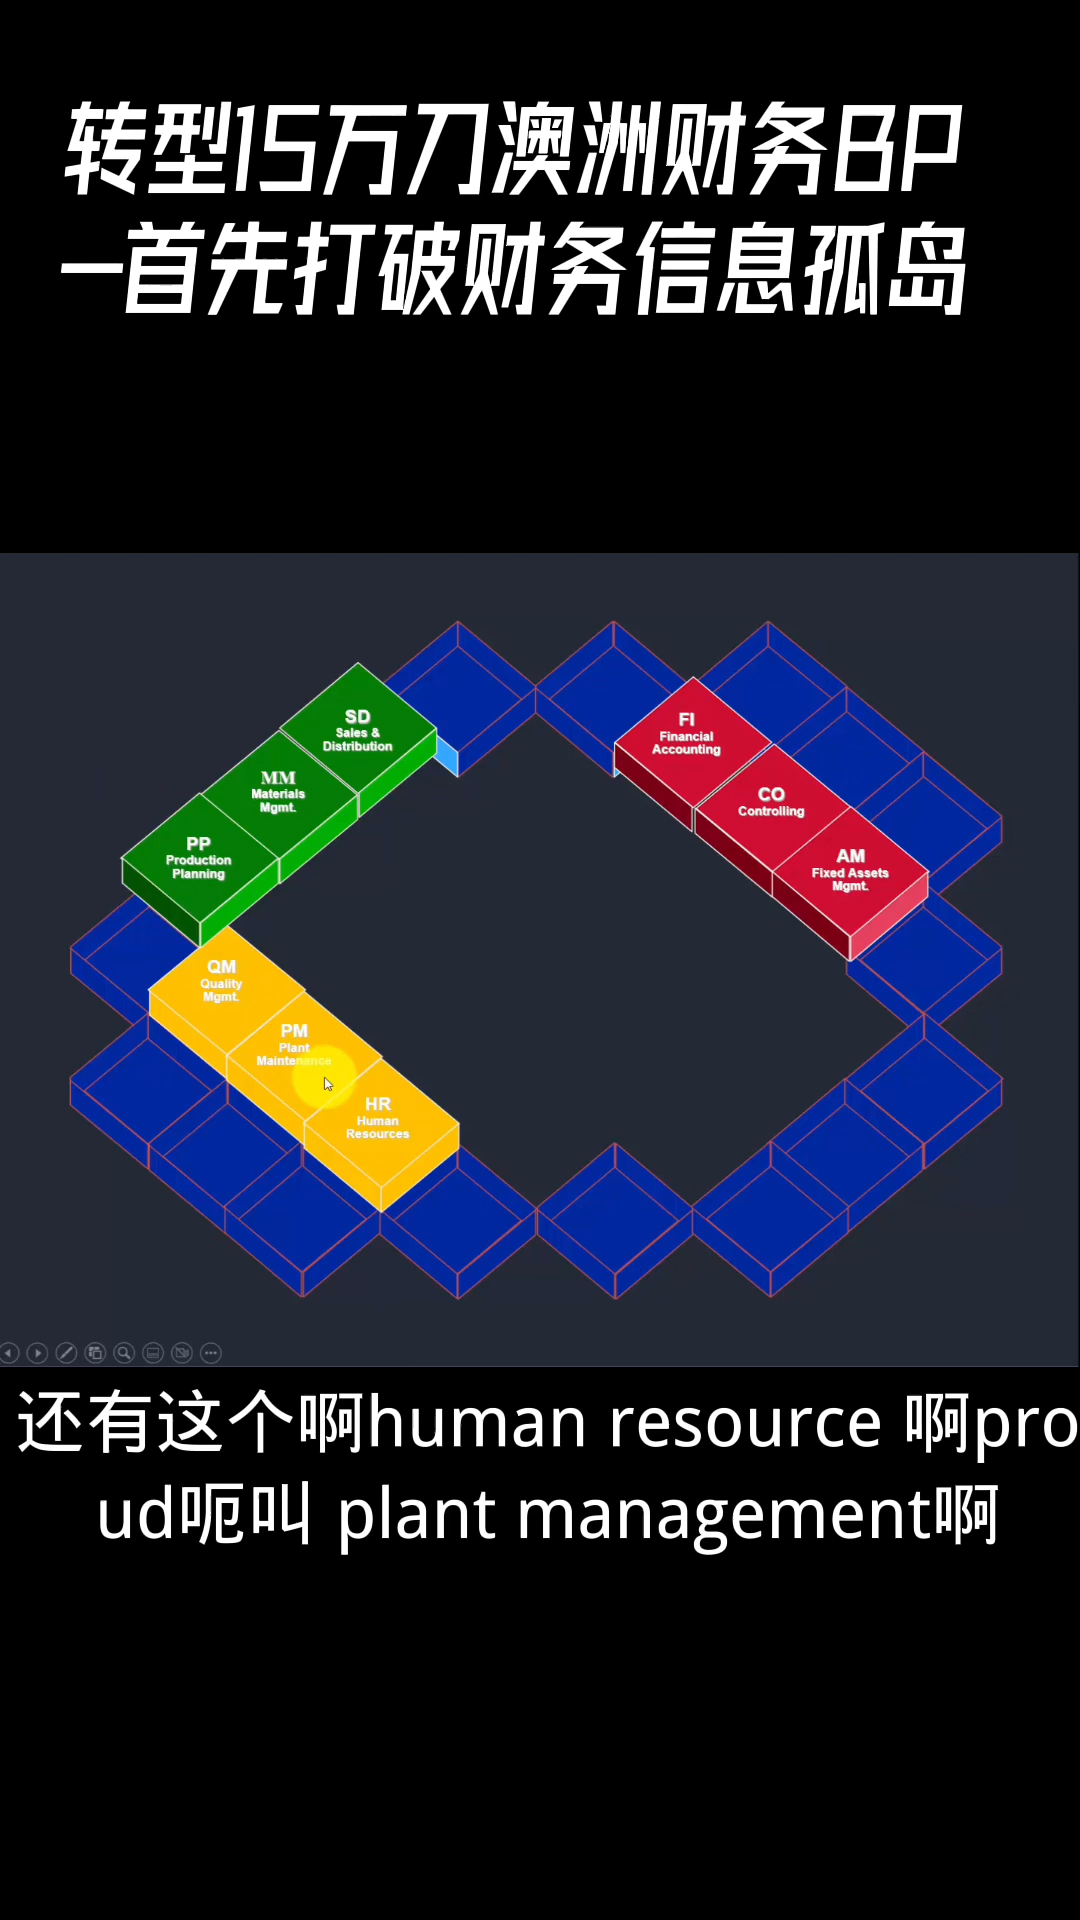 转型15万刀澳洲财务BP
—首先打破财务信息孤岛
SD
Sales &
Distribution
MM
Materials
Mgmt.
PP
Production
Planning
FI
Financial
Accounting
CO
Controlling
AM
Fixed Assets
Mgmt.
QM
Quality
Mgmt.
PM
Plant
Maintenance
HR
Human
Resources
还有这个啊human resource 啊pro
ud呃叫 plant management啊